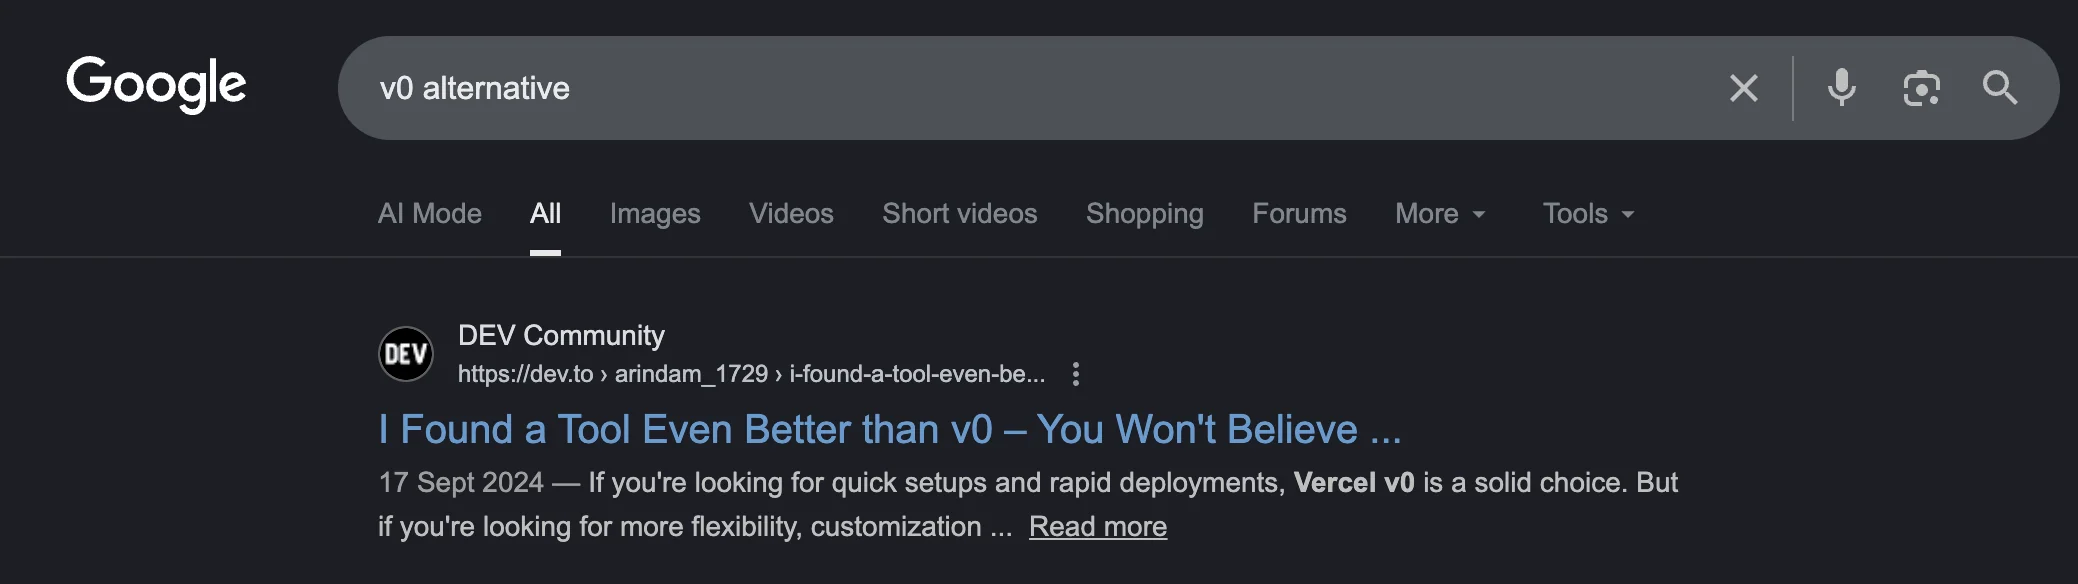 Google
v0 alternative
AI Mode All Images Videos Short videos Shopping Forums More Tools
DEV
DEV Community
https://dev.to › arindam_1729 › i-found-a-tool-even-be...
I Found a Tool Even Better than v0 – You Won't Believe ...
17 Sept 2024 — If you're looking for quick setups and rapid deployments, Vercel v0 is a solid choice. But
if you're looking for more flexibility, customization ... Read more